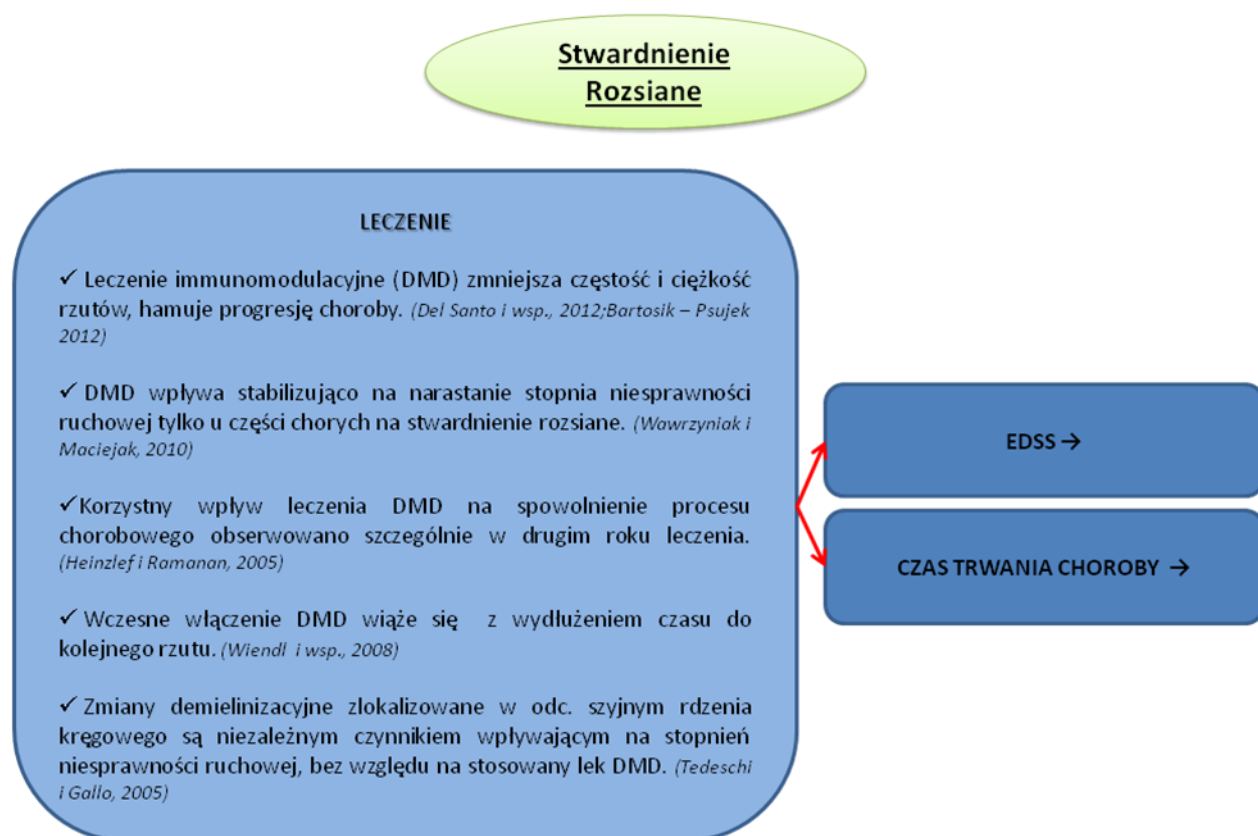 Stwardnienie
Rozsiane
LECZENIE
✓ Leczenie immunomodulacyjne (DMD) zmniejsza częstość i ciężkość
rzutów, hamuje progresję choroby. (Del Santo i wsp., 2012;Bartosik – Psujek
2012)
✓ DMD wpływa stabilizująco na narastanie stopnia niesprawności
ruchowej tylko u części chorych na stwardnienie rozsiane. (Wawrzyniak i
Maciejak, 2010)
✓Korzystny wpływ leczenia DMD na spowolnienie procesu
chorobowego obserwowano szczególnie w drugim roku leczenia.
(Heinzlef i Ramanan, 2005)
✓ Wczesne włączenie DMD wiąże się z wydłużeniem czasu do
kolejnego rzutu. (Wiendl i wsp., 2008)
✓ Zmiany demielinizacyjne zlokalizowane w odc. szyjnym rdzenia
kręgowego są niezależnym czynnikiem wpływającym na stopnień
niesprawności ruchowej, bez względu na stosowany lek DMD. (Tedeschi
i Gallo, 2005)
EDSS →
CZAS TRWANIA CHOROBY →